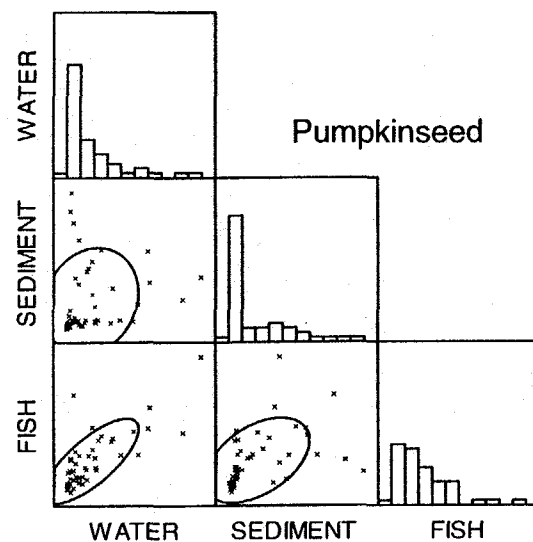 WATER
Pumpkinseed
SEDIMENT
FISH
WATER SEDIMENT FISH